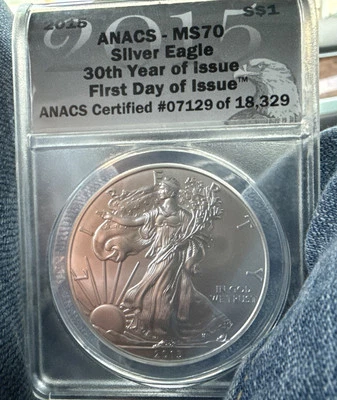 2015
2015 S$1
ANACS - MS70
Silver Eagle
30th Year of Issue
First Day of Issue™
ANACS Certified #07129 of 18,329
LIBERTY
IN GOD
WE TRUST
2015